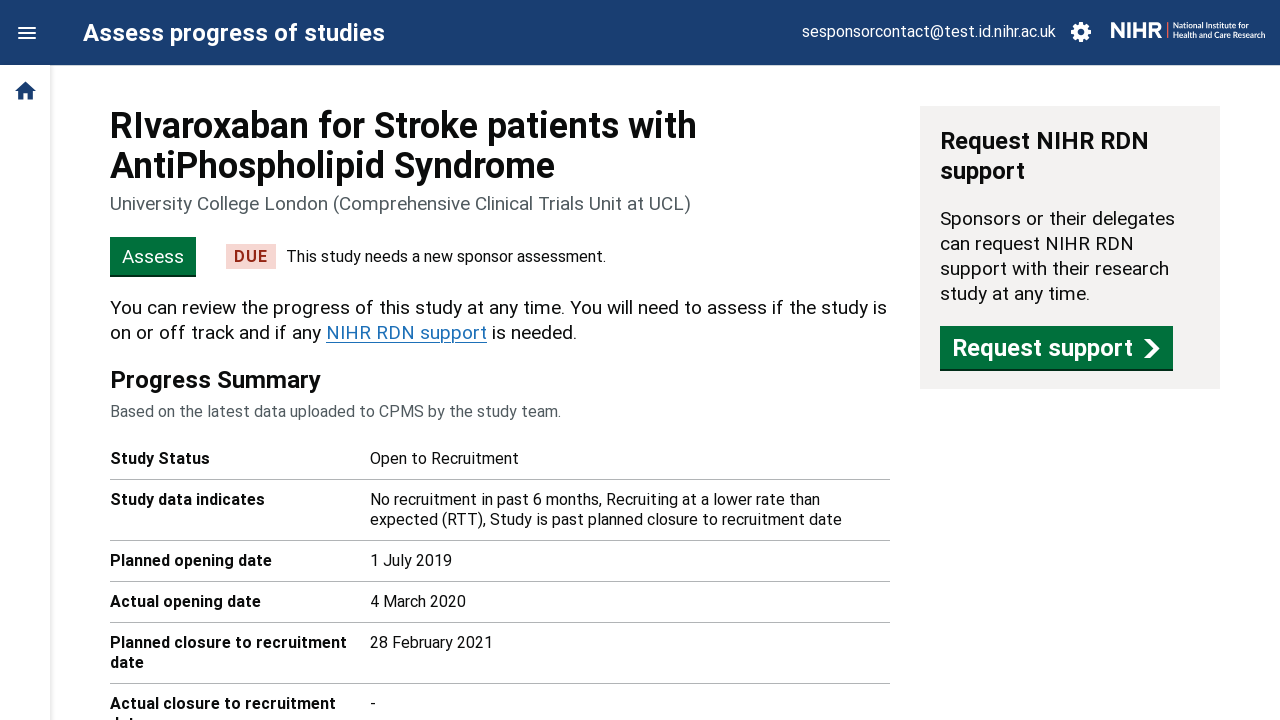 Assess progress of studies
sesponsorcontact@test.id.nihr.ac.uk
NIHR | National Institute for
Health and Care Research
RIvaroxaban for Stroke patients with
AntiPhospholipid Syndrome
University College London (Comprehensive Clinical Trials Unit at UCL)
Assess DUE This study needs a new sponsor assessment.
You can review the progress of this study at any time. You will need to assess if the study is
on or off track and if any NIHR RDN support is needed.
Progress Summary
Based on the latest data uploaded to CPMS by the study team.
Study Status Open to Recruitment
Study data indicates No recruitment in past 6 months, Recruiting at a lower rate than
expected (RTT), Study is past planned closure to recruitment date
Planned opening date 1 July 2019
Actual opening date 4 March 2020
Planned closure to recruitment 28 February 2021
date
Actual closure to recruitment -
Request NIHR RDN
support
Sponsors or their delegates
can request NIHR RDN
support with their research
study at any time.
Request support